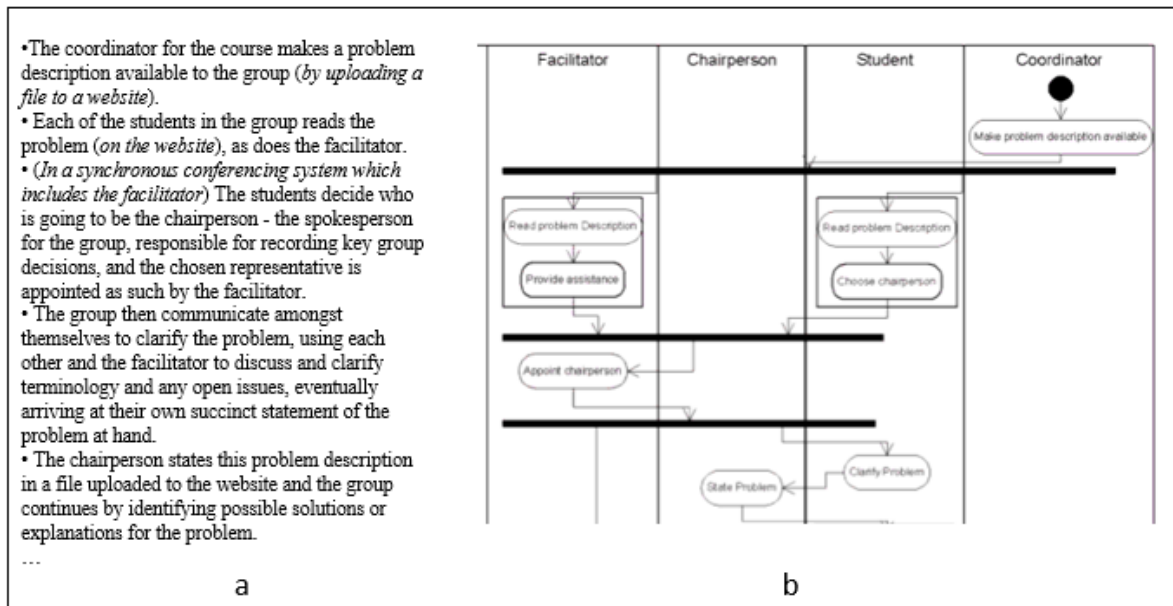 •The coordinator for the course makes a problem
description available to the group (by uploading a
file to a website).
• Each of the students in the group reads the
problem (on the website), as does the facilitator.
• (In a synchronous conferencing system which
includes the facilitator) The students decide who
is going to be the chairperson - the spokesperson
for the group, responsible for recording key group
decisions, and the chosen representative is
appointed as such by the facilitator.
• The group then communicate amongst
themselves to clarify the problem, using each
other and the facilitator to discuss and clarify
terminology and any open issues, eventually
arriving at their own succinct statement of the
problem at hand.
• The chairperson states this problem description
in a file uploaded to the website and the group
continues by identifying possible solutions or
explanations for the problem.
...
a
Facilitator
Chairperson
Student
Coordinator
Make problem description available
Read problem Description
Read problem Description
Provide assistance
Choose chairperson
Appoint chairperson
Clarify Problem
State Problem
b